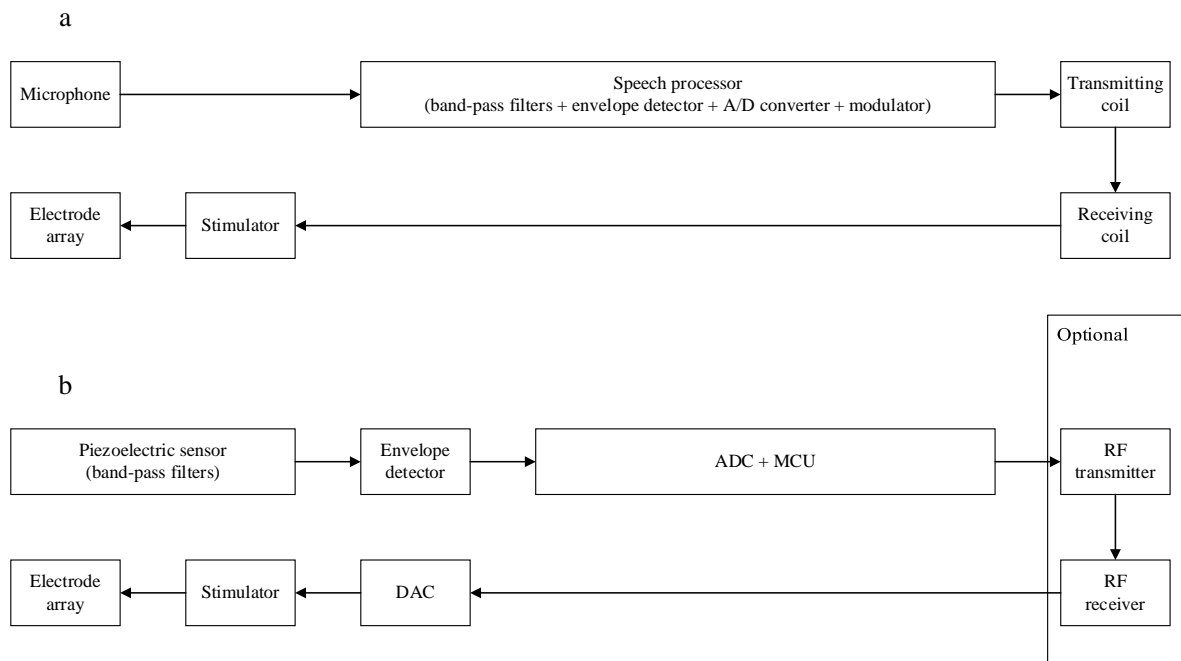 a
Microphone
Speech processor
(band-pass filters + envelope detector + A/D converter + modulator)
Transmitting
coil
Electrode
array
Stimulator
Receiving
coil
Optional
b
Piezoelectric sensor
(band-pass filters)
Envelope
detector
ADC + MCU
RF
transmitter
Electrode
array
Stimulator
DAC
RF
receiver